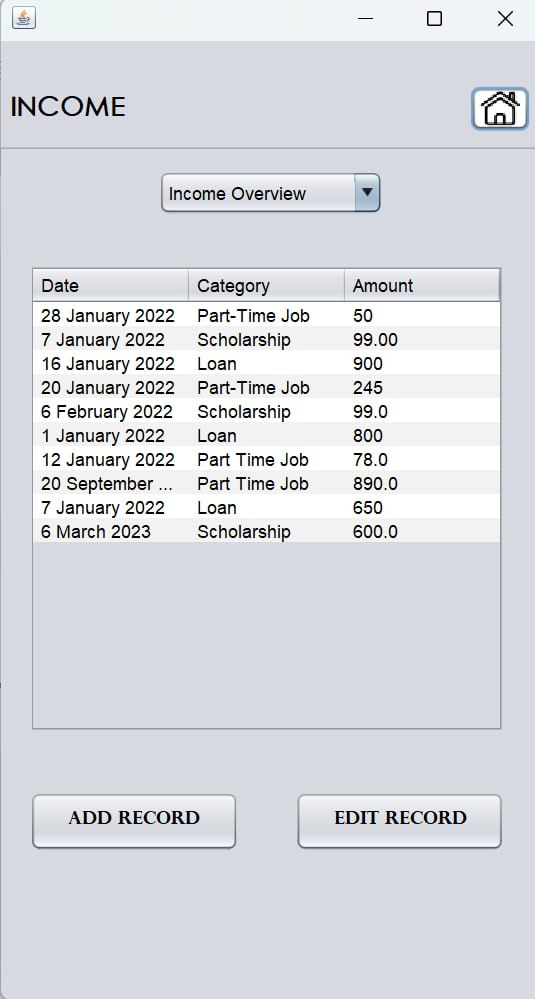 INCOME
Income Overview
Date Category Amount
28 January 2022 Part-Time Job 50
7 January 2022 Scholarship 99.00
16 January 2022 Loan 900
20 January 2022 Part-Time Job 245
6 February 2022 Scholarship 99.0
1 January 2022 Loan 800
12 January 2022 Part Time Job 78.0
20 September ... Part Time Job 890.0
7 January 2022 Loan 650
6 March 2023 Scholarship 600.0
ADD RECORD EDIT RECORD